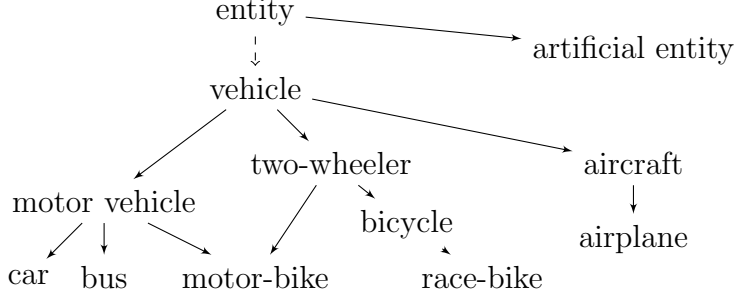 entity
artificial entity
vehicle
two-wheeler
aircraft
motor vehicle
bicycle
airplane
car
bus
motor-bike
race-bike